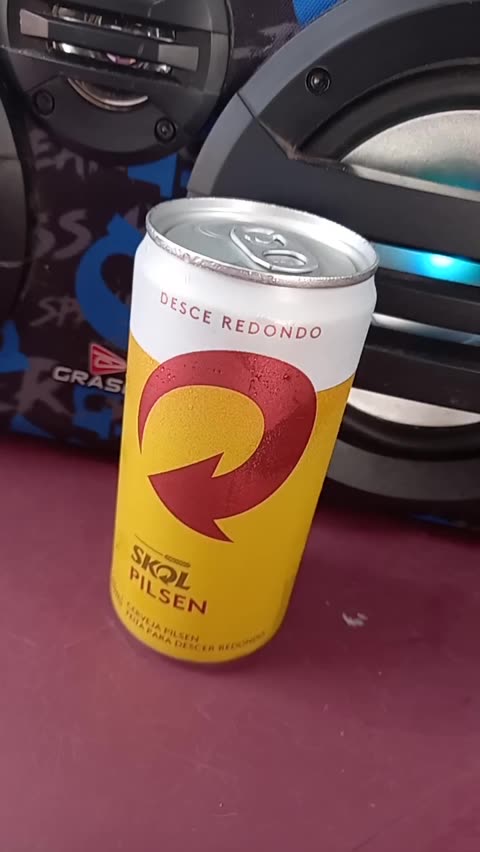 DESCE REDONDO
SKOL
PILSEN
CERVEJA PILSEN
FEITA PARA DESCER REDONDO
GRAS